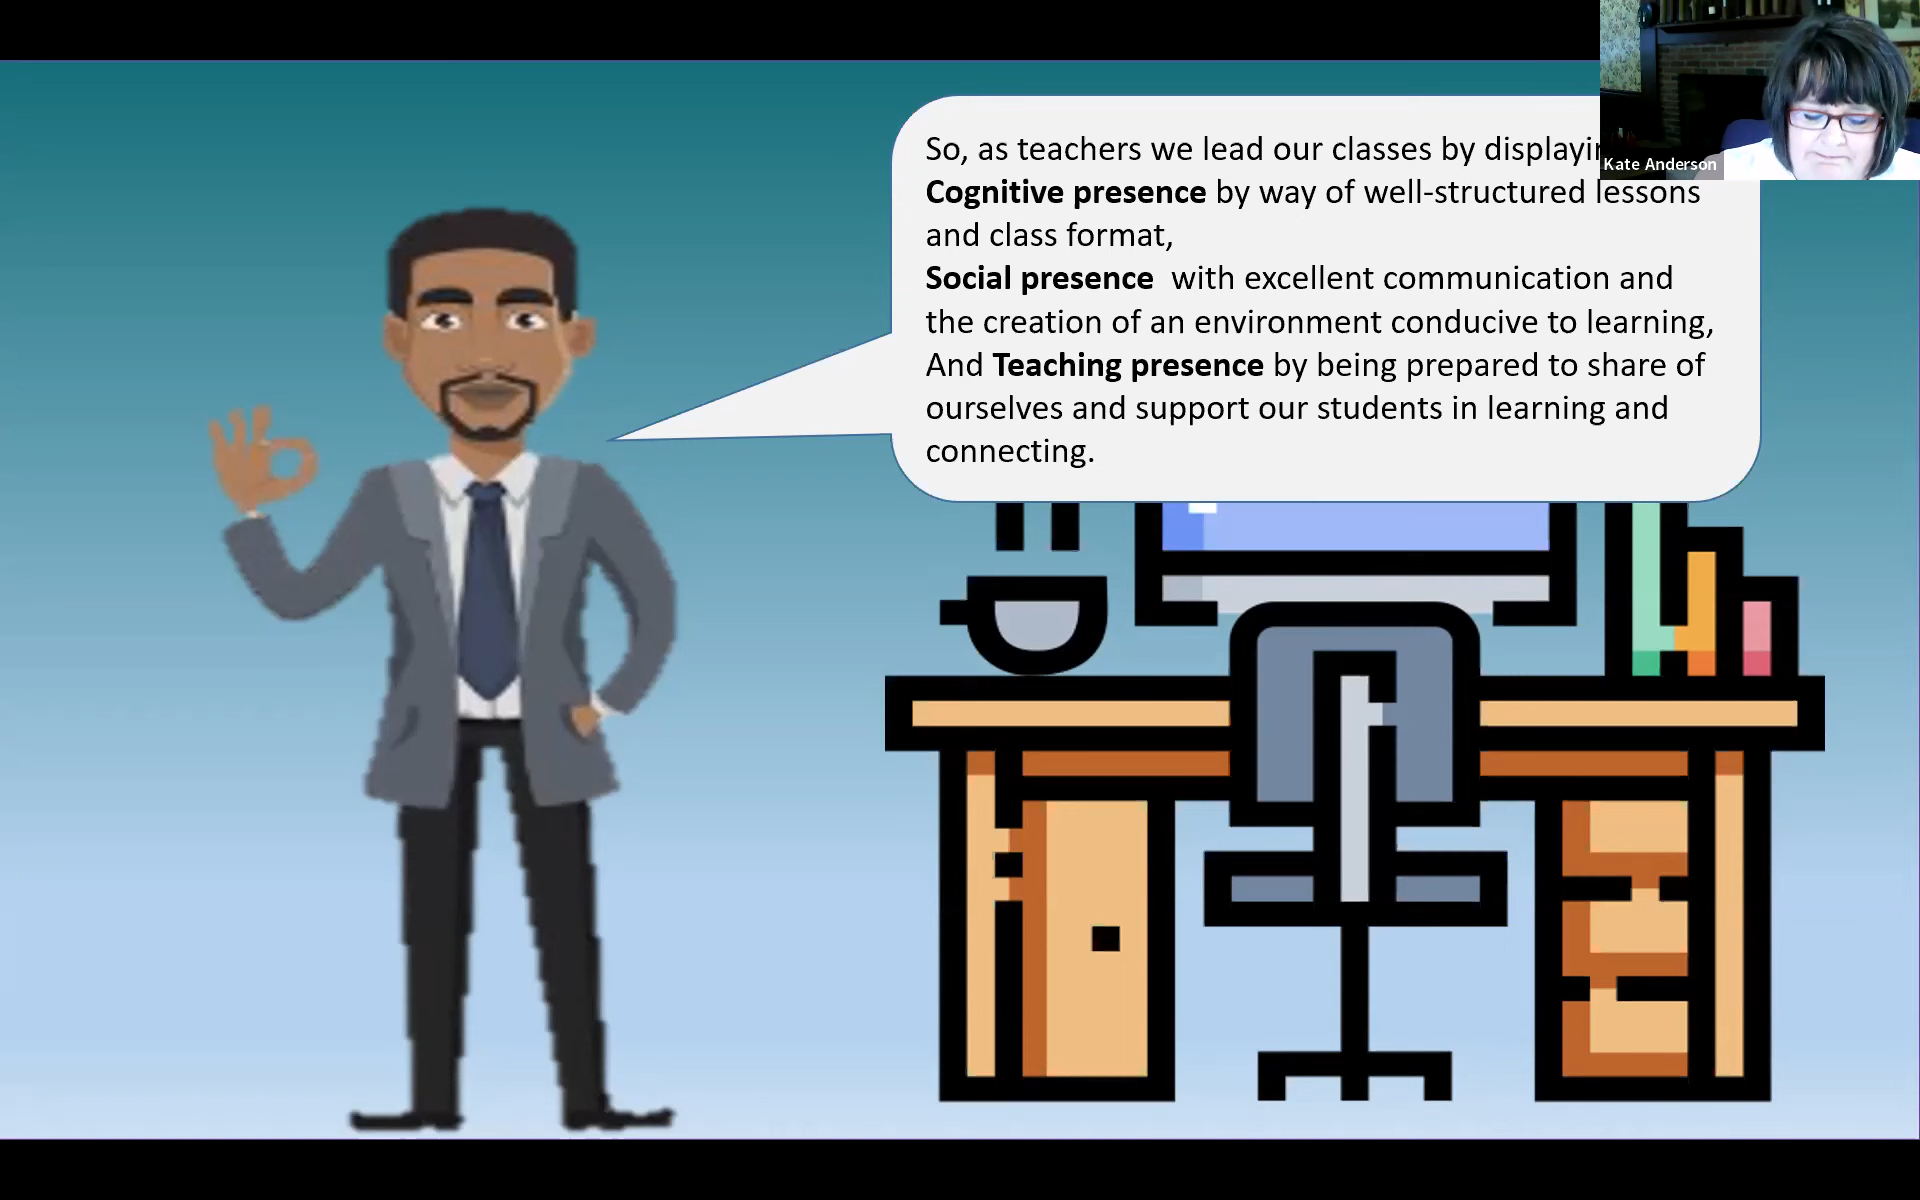 So, as teachers we lead our classes by
Cognitive presence by way of well-structured lessons
and class format,
Social presence  with excellent communication and
the creation of an environment conducive to learning,
And Teaching presence by being prepared to share of
ourselves and support our students in learning and
connecting.
Kate Anderson